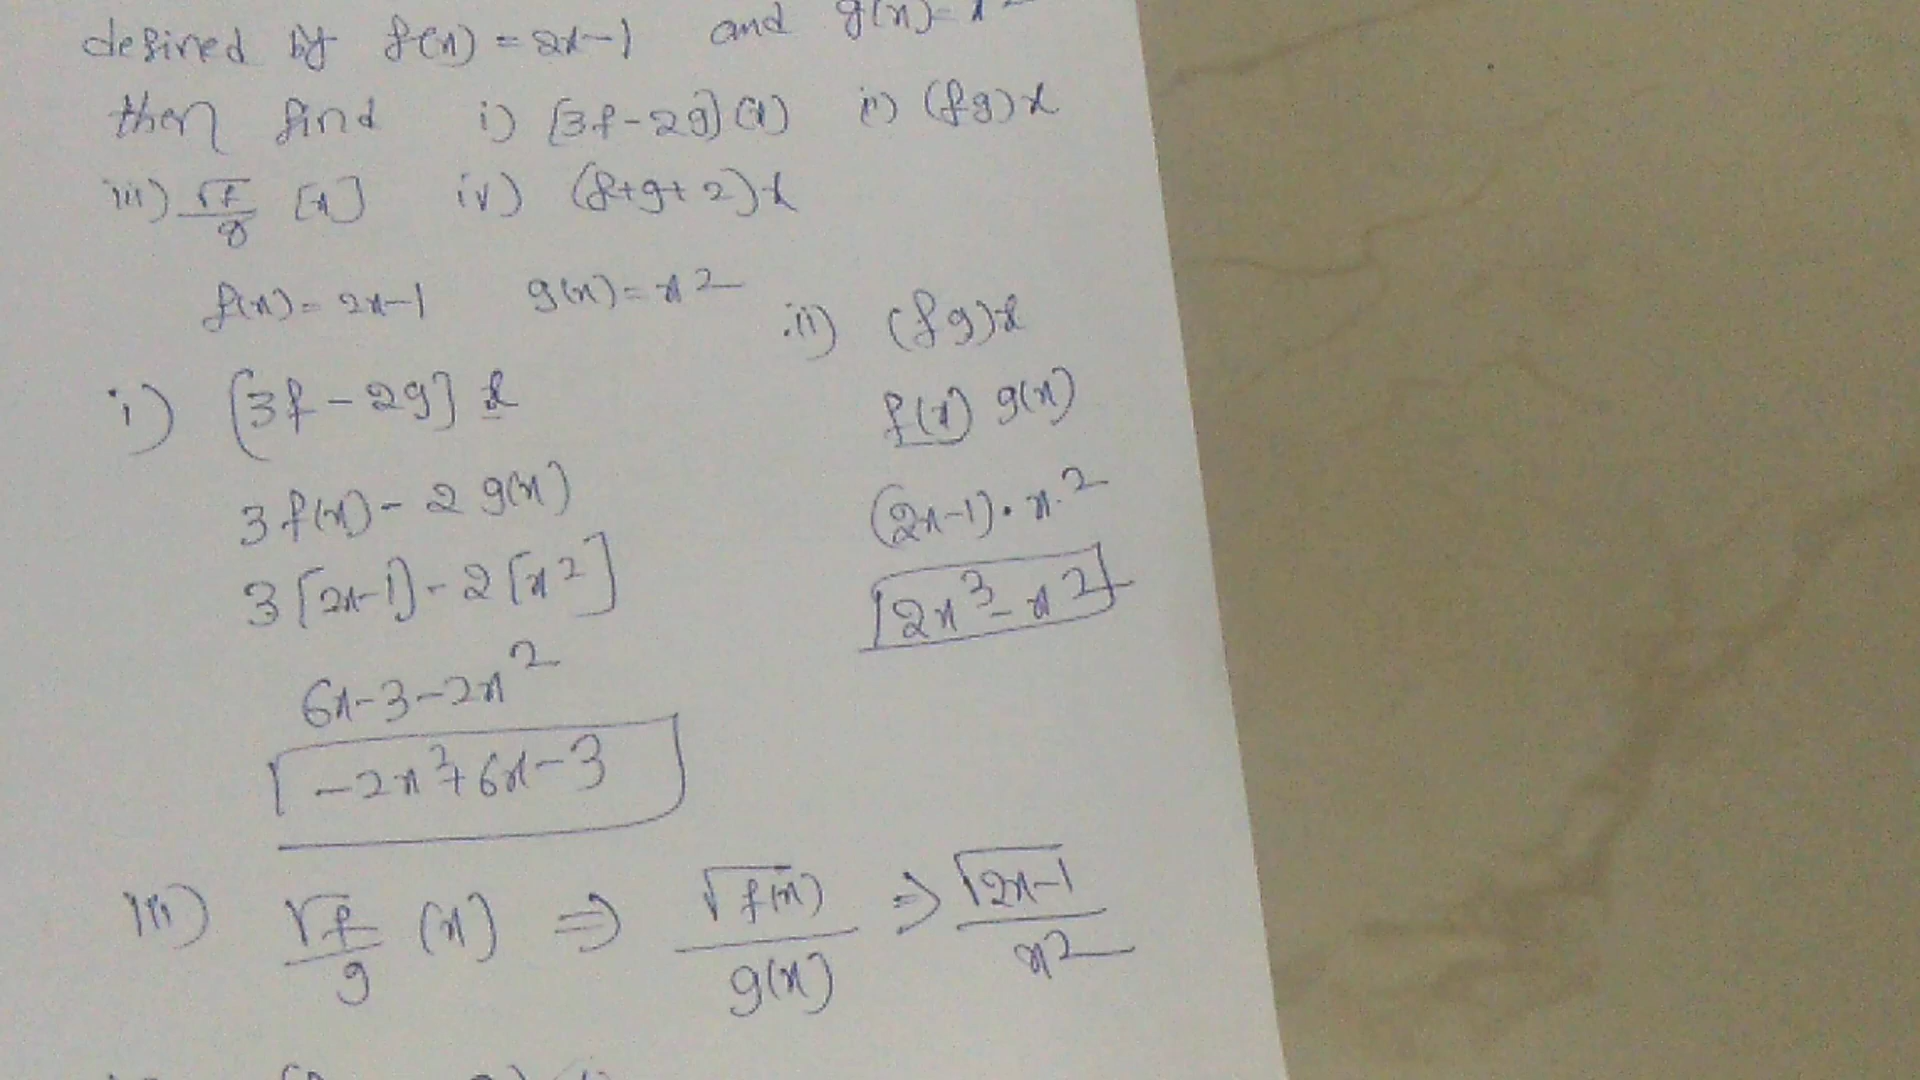 defined by f(x) = 2x-1 and g(x) = x²
then find i) [3f-2g](x) ii) (fg)x
iii) √f/g [x] iv) (f+g+2)x
f(x) = 2x-1 g(x) = x²
i) [3f-2g]x
3f(x) - 2g(x)
3[2x-1] - 2[x²]
6x-3-2x²
-2x²+6x-3
ii) (fg)x
f(x) g(x)
(2x-1)·x²
2x³-x²
iii) √f/g (x) ⇒ √f(x)/g(x) ⇒ √2x-1/x²